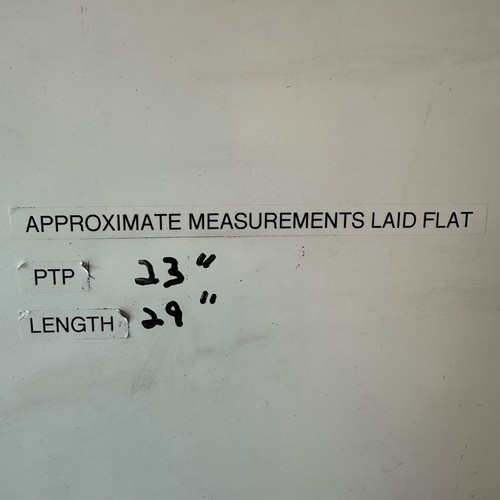 APPROXIMATE MEASUREMENTS LAID FLAT
PTP 23"
LENGTH 29"